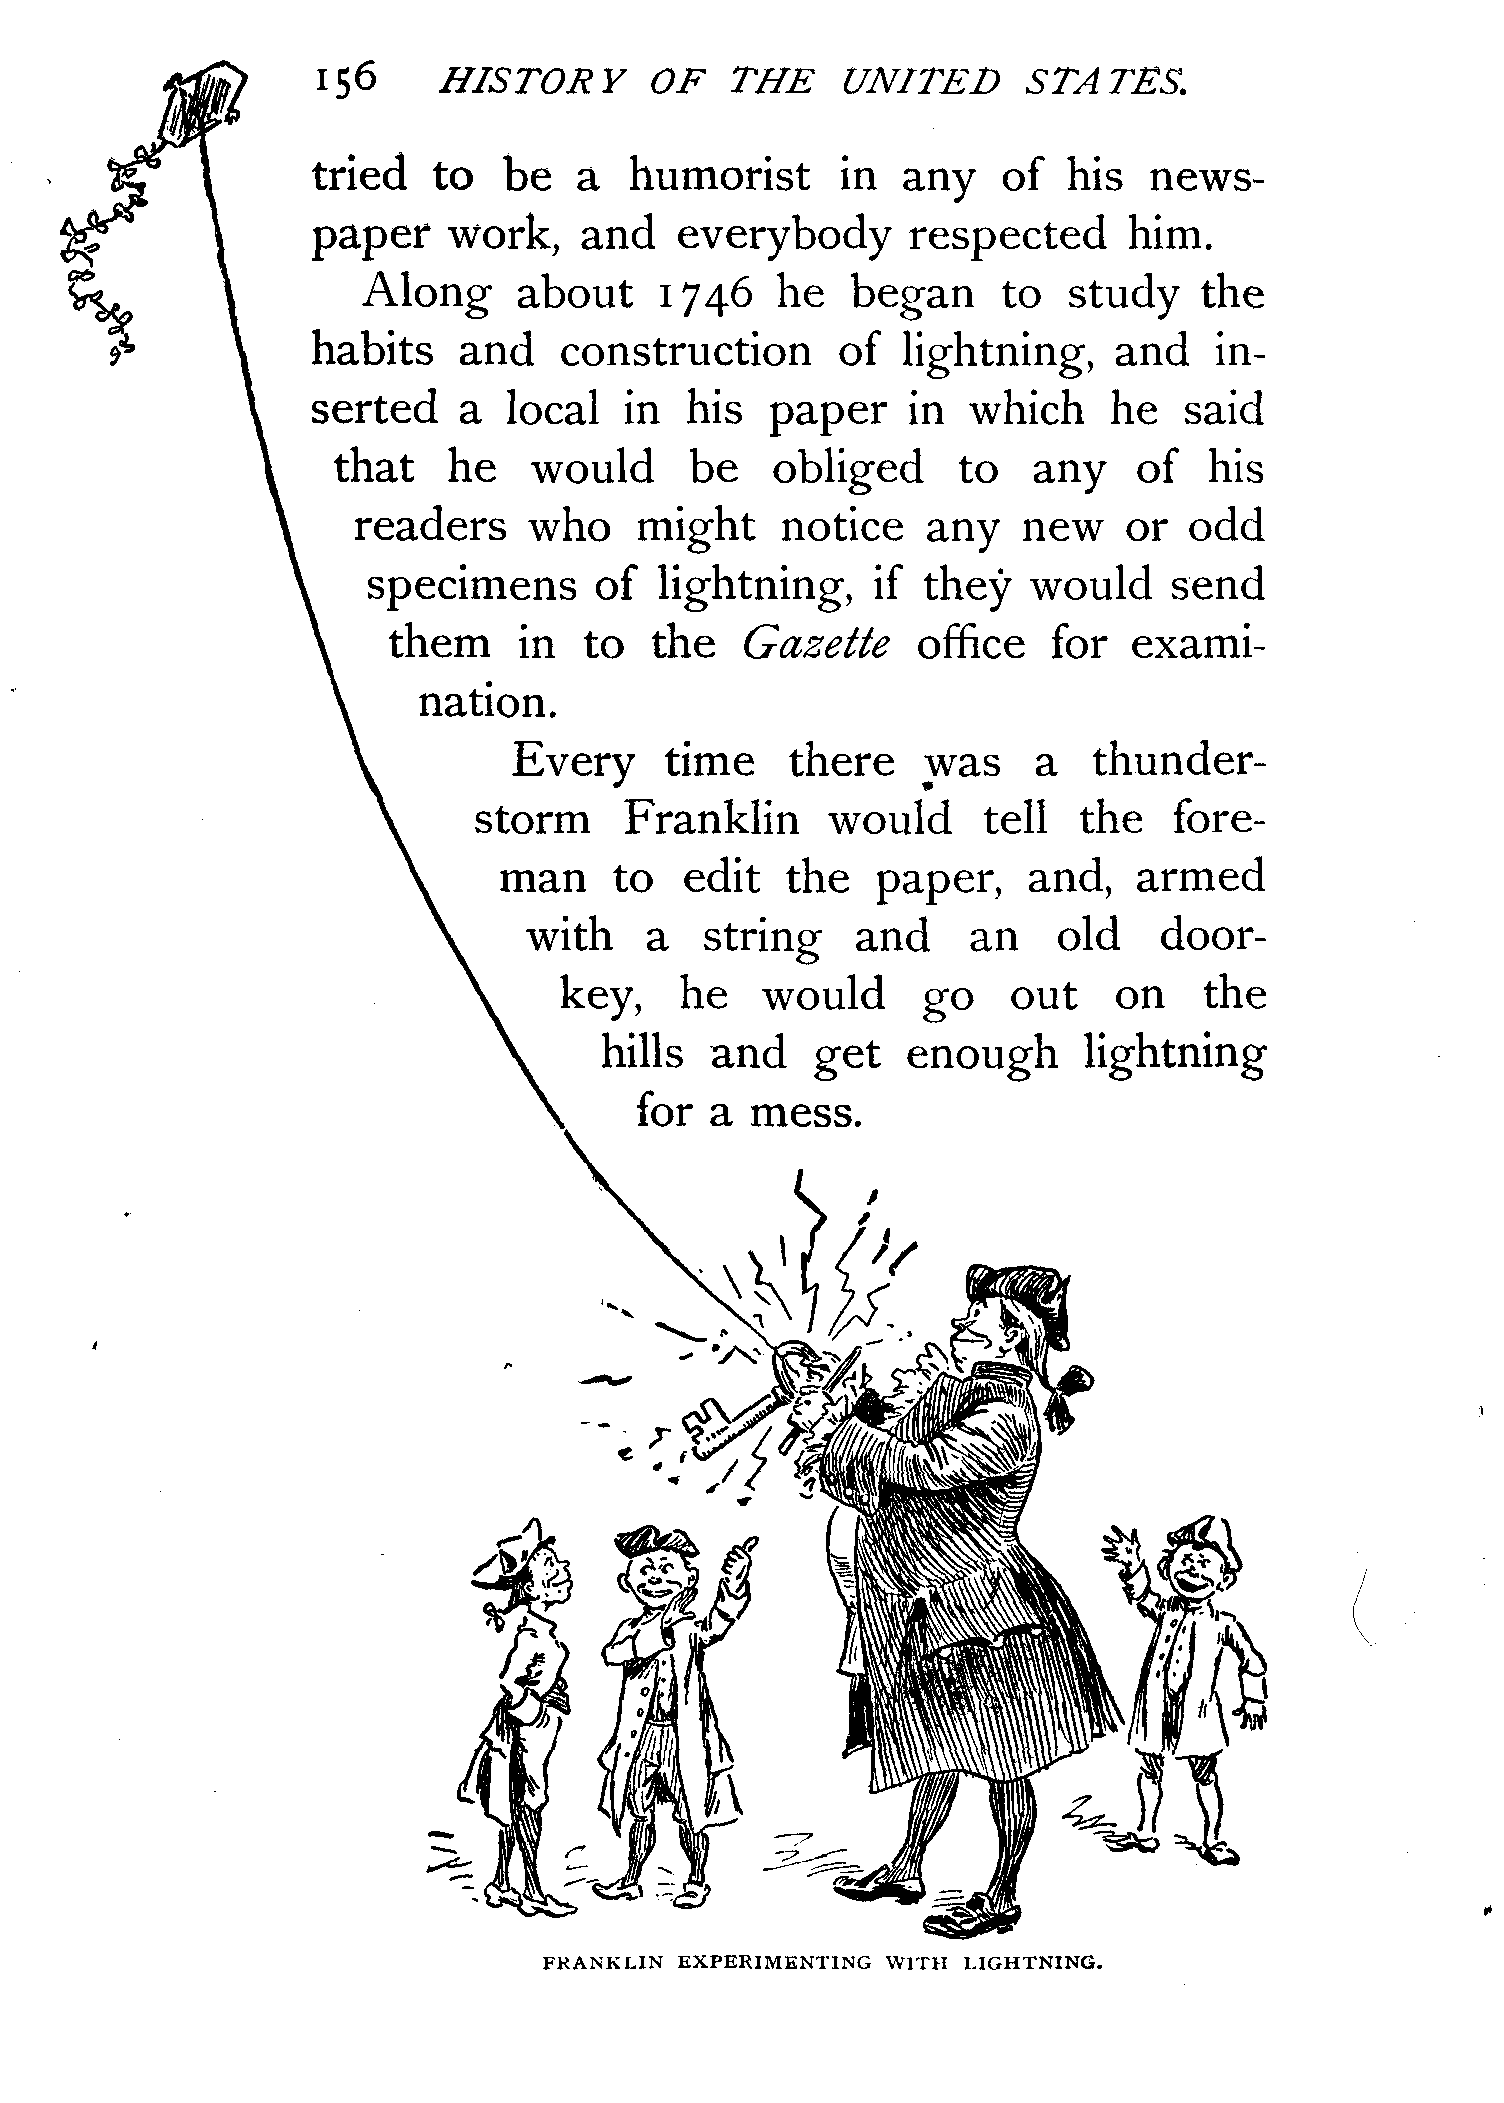 156 HISTORY OF THE UNITED STATES.
tried to be a humorist in any of his news-
paper work, and everybody respected him.
Along about 1746 he began to study the
habits and construction of lightning, and in-
serted a local in his paper in which he said
that he would be obliged to any of his
readers who might notice any new or odd
specimens of lightning, if they would send
them in to the Gazette office for exami-
nation.
Every time there was a thunder-
storm Franklin would tell the fore-
man to edit the paper, and, armed
with a string and an old door-
key, he would go out on the
hills and get enough lightning
for a mess.
FRANKLIN EXPERIMENTING WITH LIGHTNING.